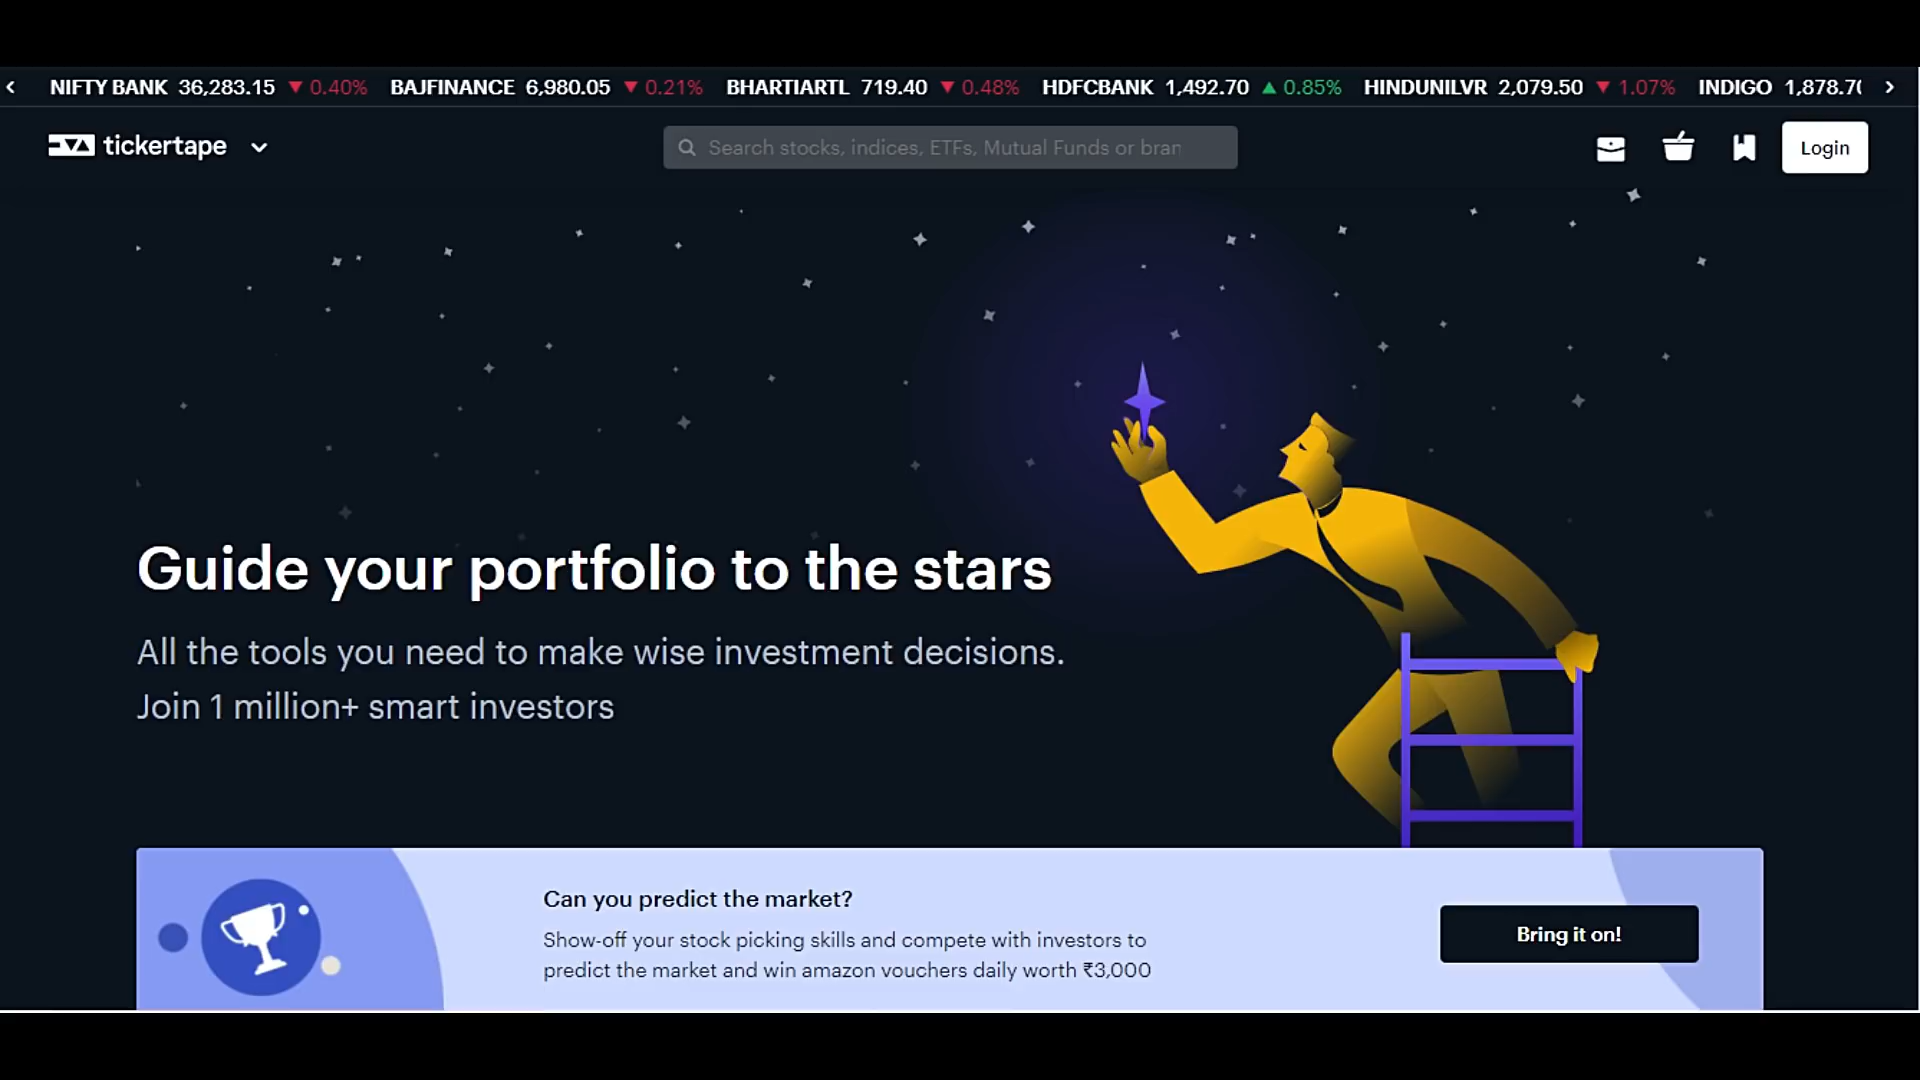 NIFTY BANK 36,283.15 ▼ 0.40% BAJFINANCE 6,980.05 ▼ 0.21% BHARTIARTL 719.40 ▼ 0.48% HDFCBANK 1,492.70 ▲ 0.85% HINDUNILVR 2,079.50 ▼ 1.07% INDIGO 1,878.70
tickertape
Search stocks, indices, ETFs, Mutual Funds or bran
Login
Guide your portfolio to the stars
All the tools you need to make wise investment decisions.
Join 1 million+ smart investors
Can you predict the market?
Show-off your stock picking skills and compete with investors to
predict the market and win amazon vouchers daily worth ₹3,000
Bring it on!